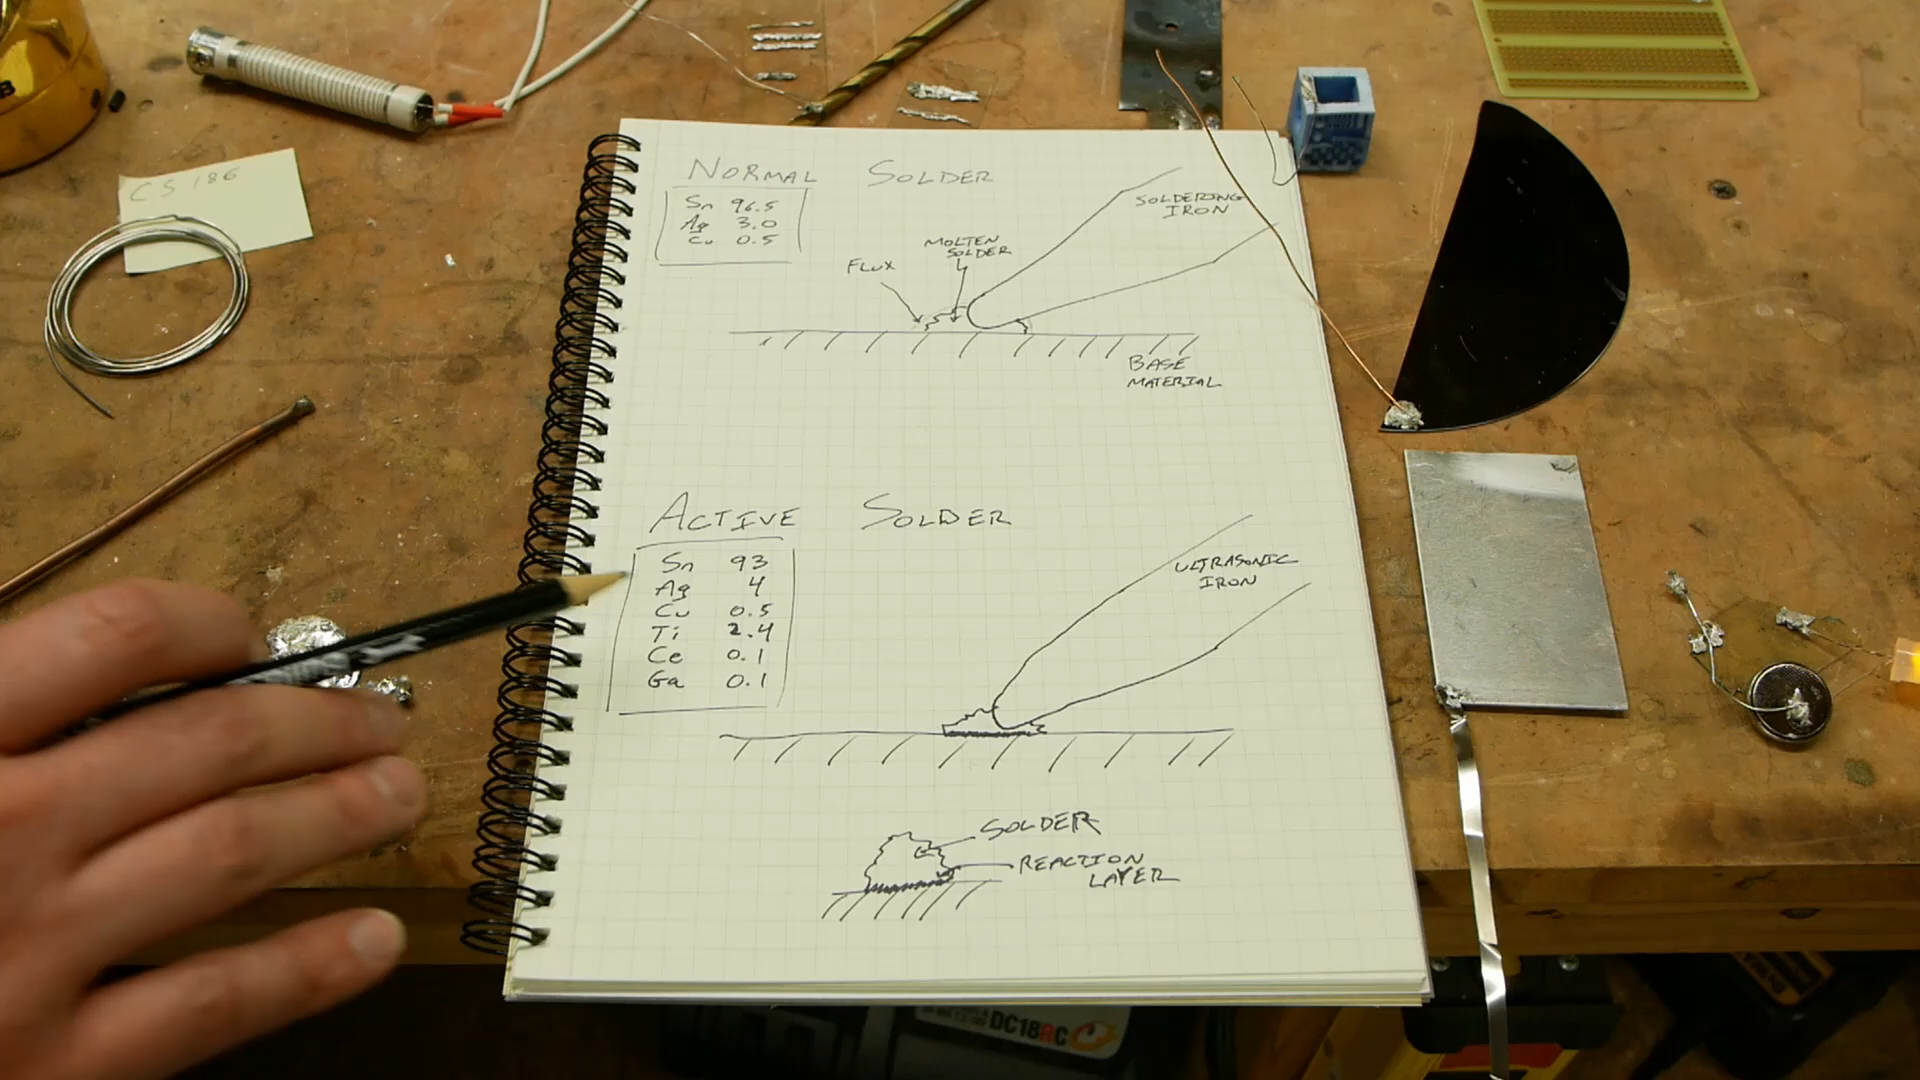 CS 186
NORMAL SOLDER
Sn 96.5
Ag 3.0
Cu 0.5
FLUX
MOLTEN
SOLDER
SOLDERING
IRON
BASE
MATERIAL
ACTIVE SOLDER
Sn 93
Ag 4
Cu 0.5
Ti 2.4
Ce 0.1
Ga 0.1
ULTRASONIC
IRON
SOLDER
REACTION
LAYER
DC18RC